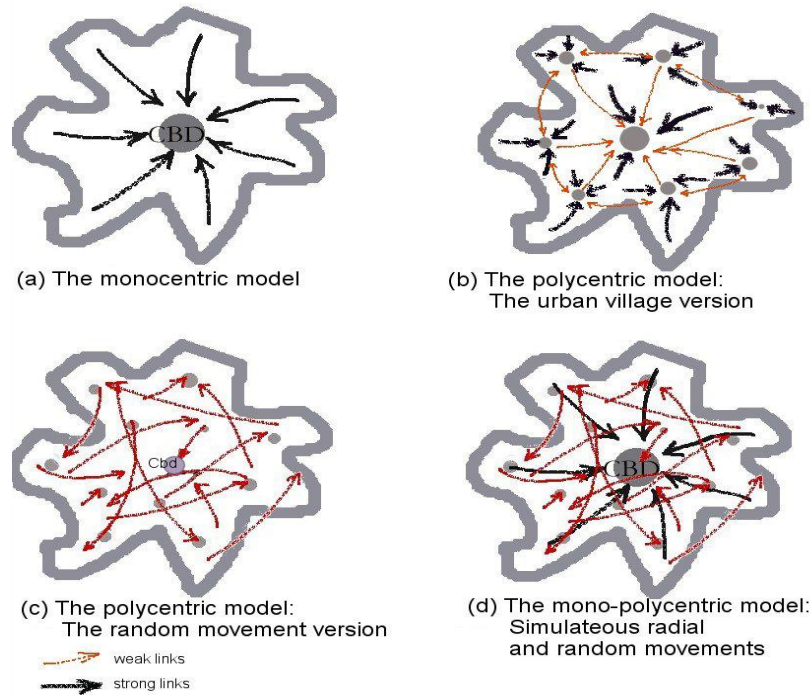 CBD
(a) The monocentric model
(b) The polycentric model:
The urban village version
Cbd
CBD
(c) The polycentric model:
The random movement version
(d) The mono-polycentric model:
Simulateous radial
and random movements
weak links
strong links